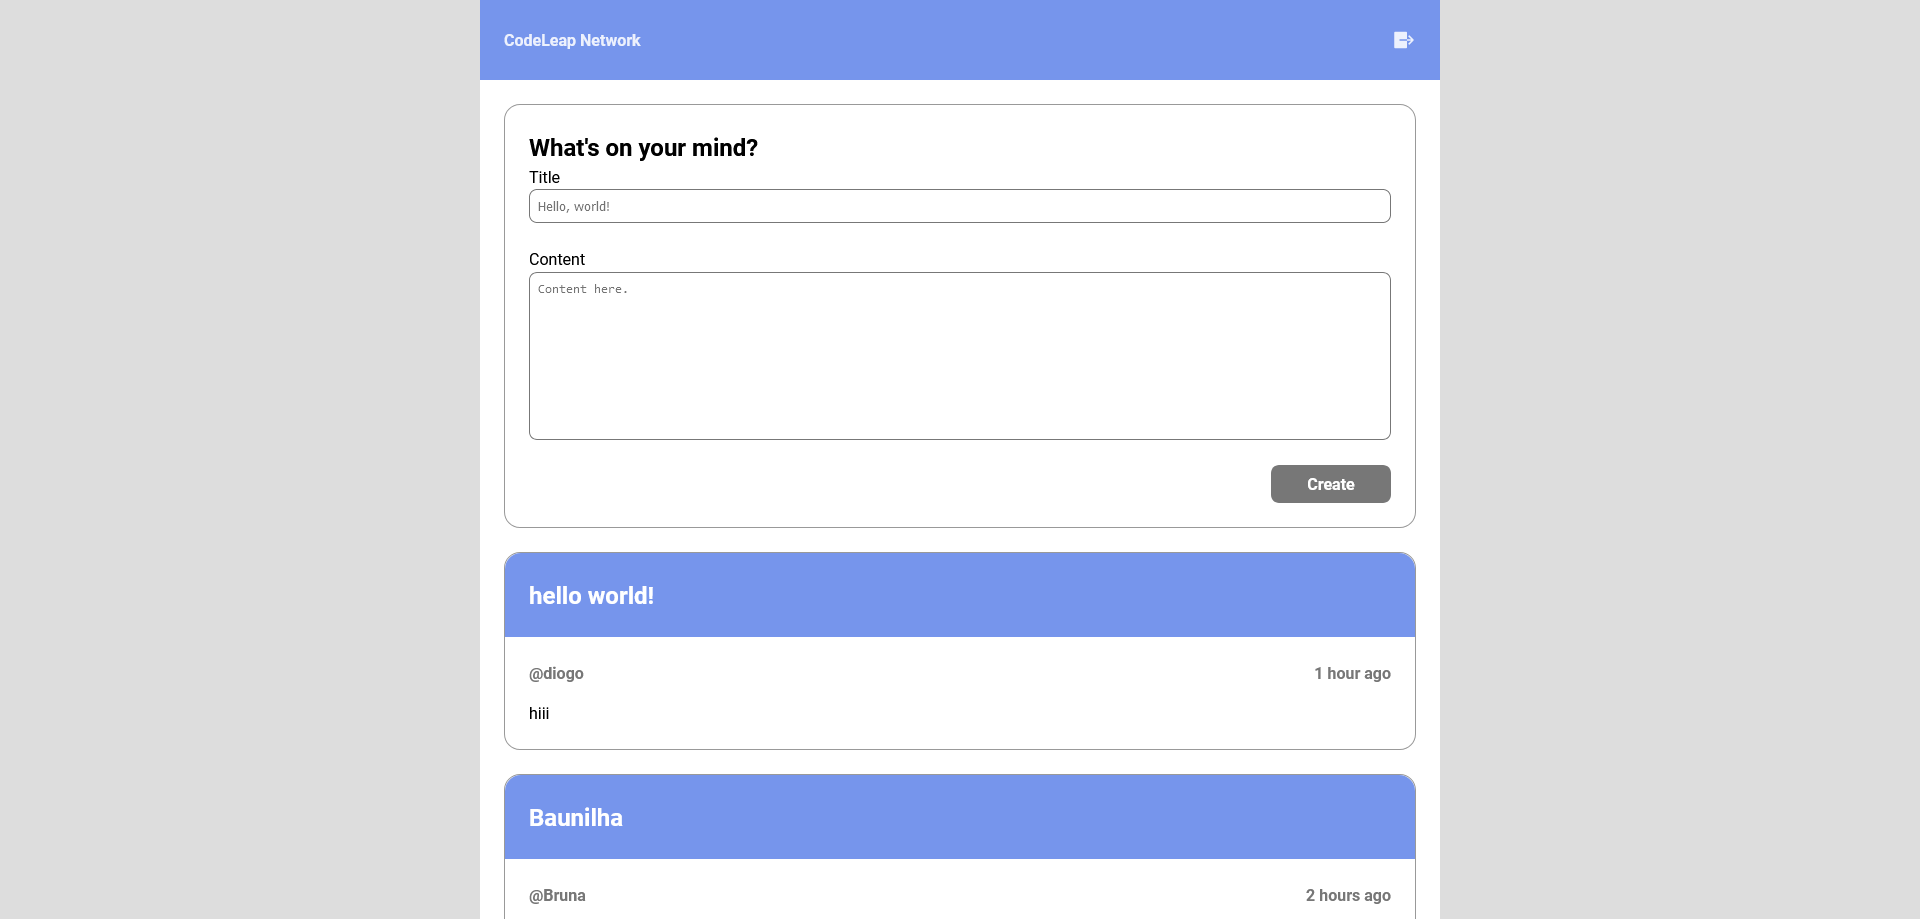 CodeLeap Network
What's on your mind?
Title
Hello, world!
Content
Content here.
Create
hello world!
@diogo 1 hour ago
hiii
Baunilha
@Bruna 2 hours ago